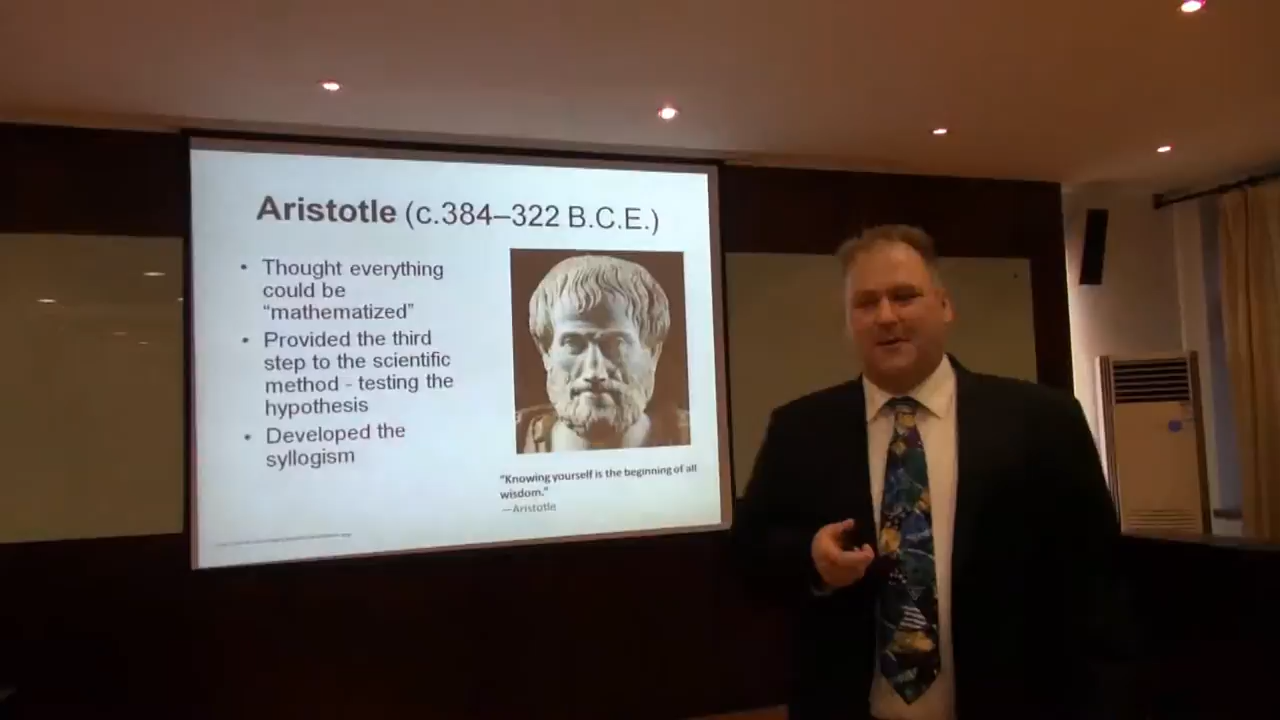 Aristotle (c.384–322 B.C.E.)
• Thought everything
could be
“mathematized”
• Provided the third
step to the scientific
method - testing the
hypothesis
• Developed the
syllogism
“Knowing yourself is the beginning of all
wisdom.”
—Aristotle